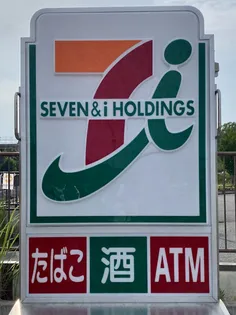 SEVEN & i HOLDINGS
たばこ 酒 ATM